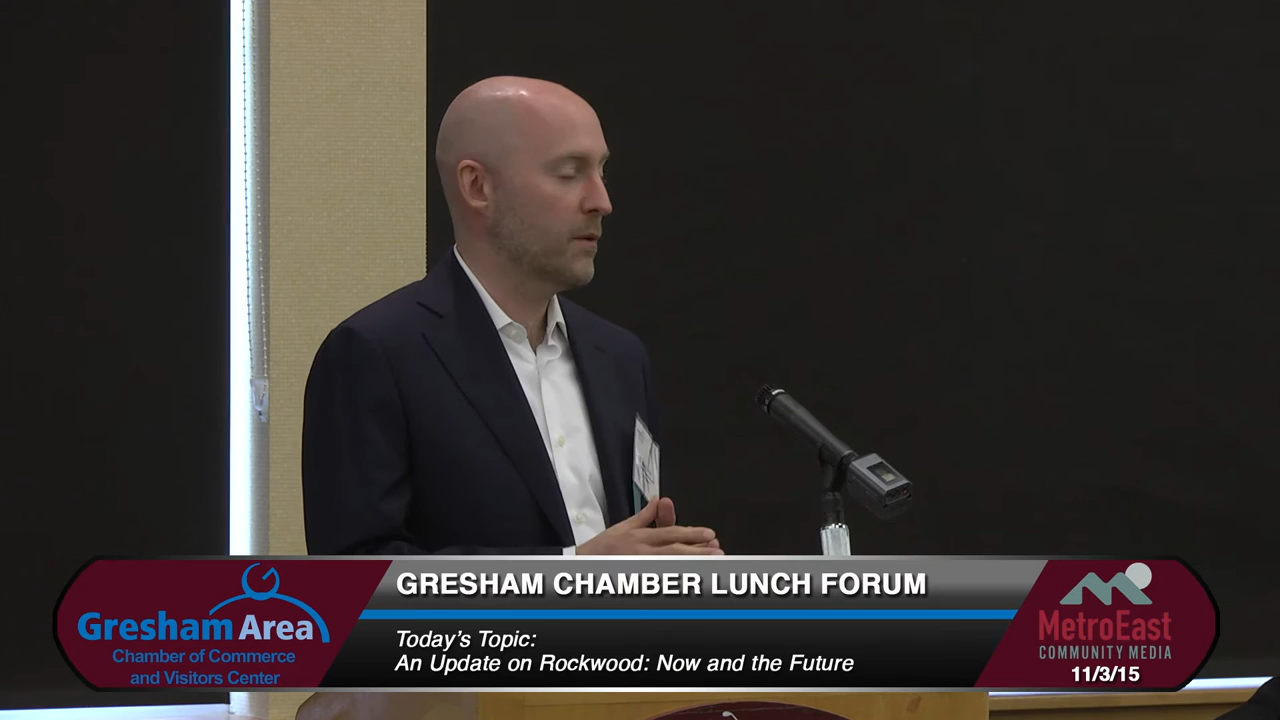 GRESHAM CHAMBER LUNCH FORUM
Gresham Area
Chamber of Commerce
and Visitors Center
Today's Topic:
An Update on Rockwood: Now and the Future
MetroEast
COMMUNITY MEDIA
11/3/15